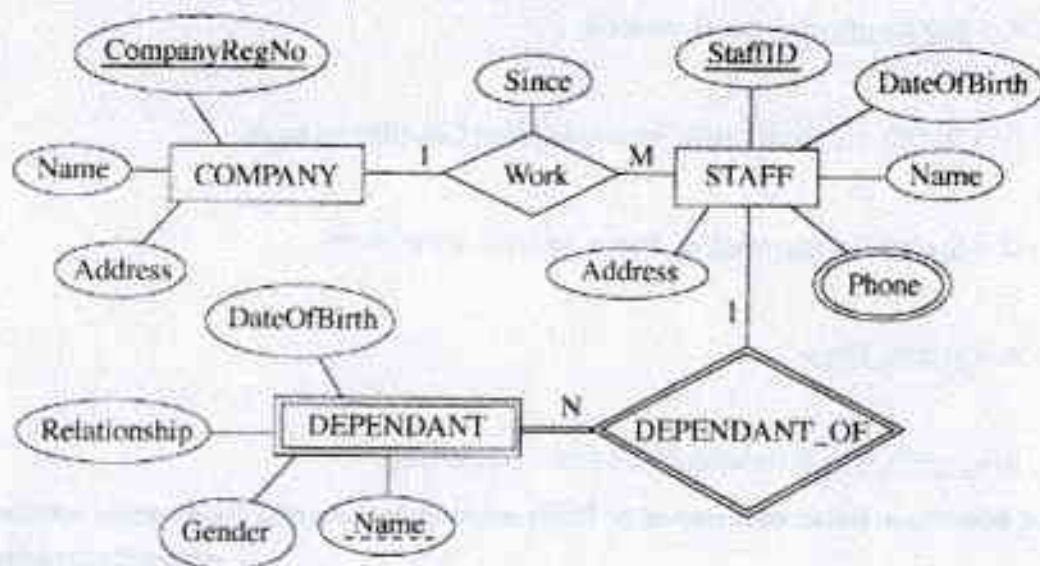 CompanyRegNo
Since
StaffID
DateOfBirth
Name
COMPANY
1
Work
M
STAFF
Name
Address
Address
Phone
DateOfBirth
1
Relationship
DEPENDANT
N
DEPENDANT_OF
Gender
Name